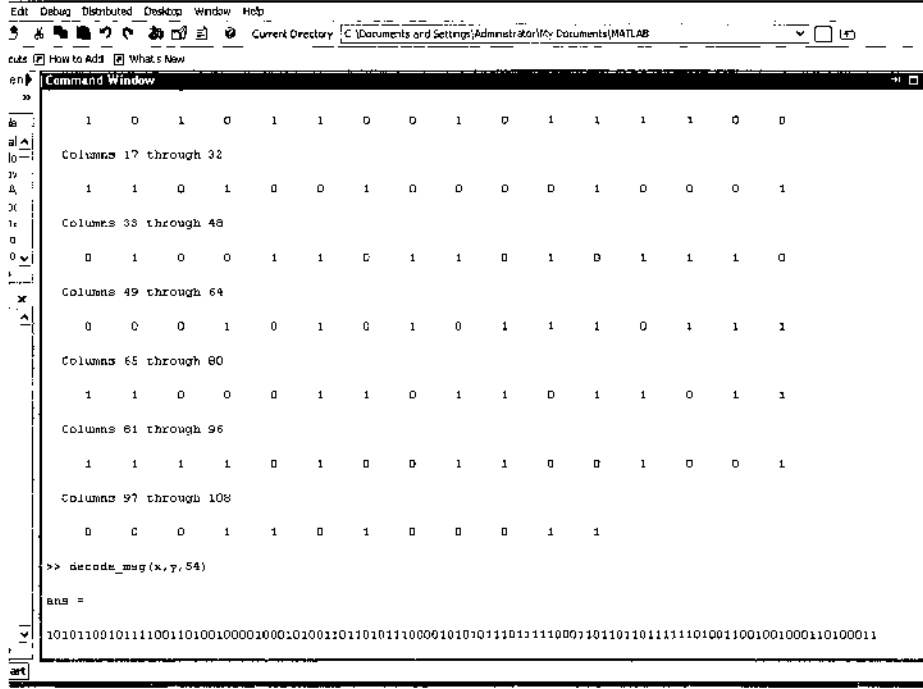 Edit Debug Distributed Desktop Window Help
Current Directory C:\Documents and Settings\Administrator\My Documents\MATLAB
cuts How to Add What's New
Command Window
1 0 1 0 1 1 0 0 1 0 1 1 1 1 0 0
Columns 17 through 32
1 1 0 1 0 0 1 0 0 0 0 1 0 0 0 1
Columns 33 through 48
0 1 0 0 1 1 0 1 1 0 1 0 1 1 1 0
Columns 49 through 64
0 0 0 1 0 1 0 1 0 1 1 1 0 1 1 1
Columns 65 through 80
1 1 0 0 0 1 1 0 1 1 0 1 1 0 1 1
Columns 81 through 96
1 1 1 1 0 1 0 0 1 1 0 0 1 0 0 1
Columns 97 through 108
0 0 0 1 1 0 1 0 0 0 1 1
>> decode_msg(x,y,54)
ans =
101011001011110011010010000100010100110110101110000101010111011111000110110110111111010011001001000110100011
art